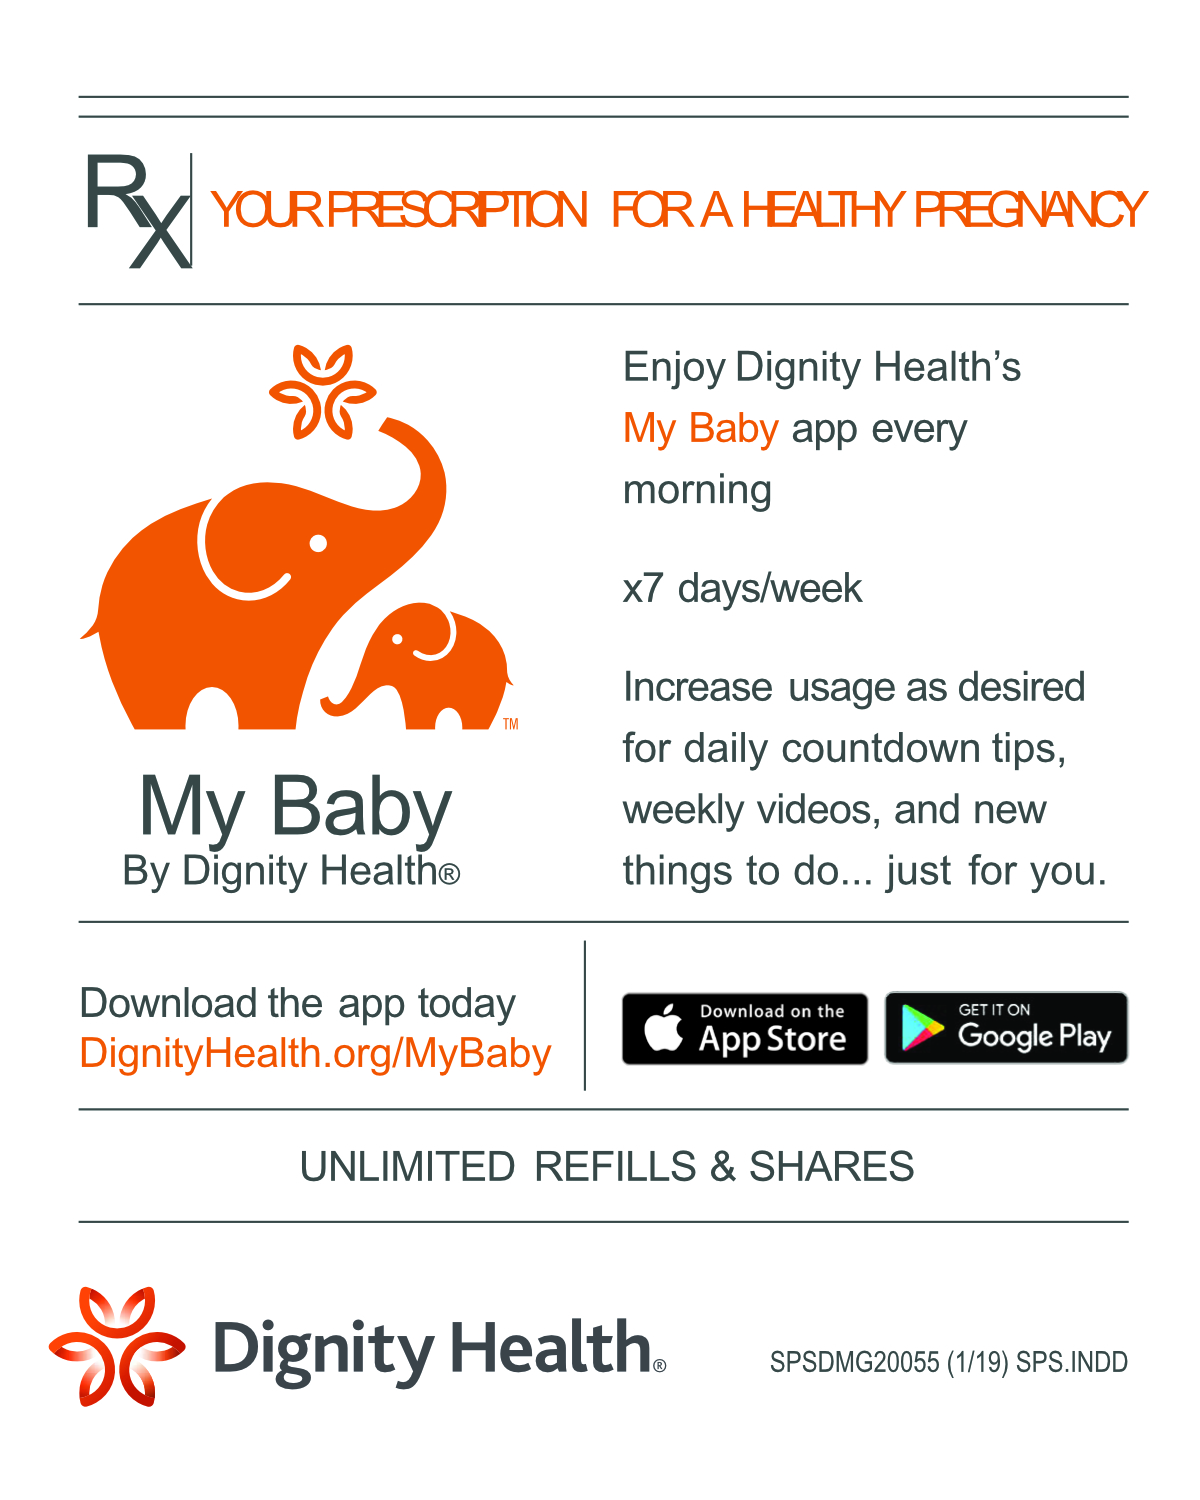 Rx YOUR PRESCRIPTION FOR A HEALTHY PREGNANCY
Enjoy Dignity Health’s
My Baby app every
morning
x7 days/week
Increase usage as desired
for daily countdown tips,
weekly videos, and new
things to do... just for you.
TM
My Baby
By Dignity Health®
Download the app today
DignityHealth.org/MyBaby
Download on the
App Store
GET IT ON
Google Play
UNLIMITED REFILLS & SHARES
Dignity Health®
SPSDMG20055 (1/19) SPS.INDD